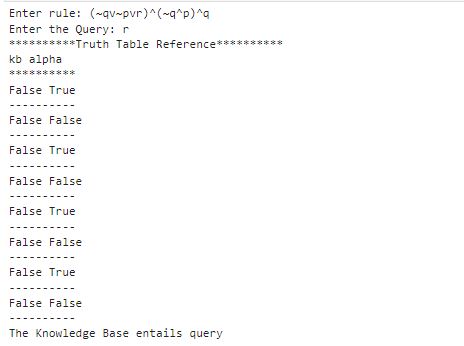 Enter rule: (~qv~pvr)^(~q^p)^q
Enter the Query: r
**********Truth Table Reference**********
kb alpha
**********
False True
----------
False False
----------
False True
----------
False False
----------
False True
----------
False False
----------
False True
----------
False False
----------
The Knowledge Base entails query